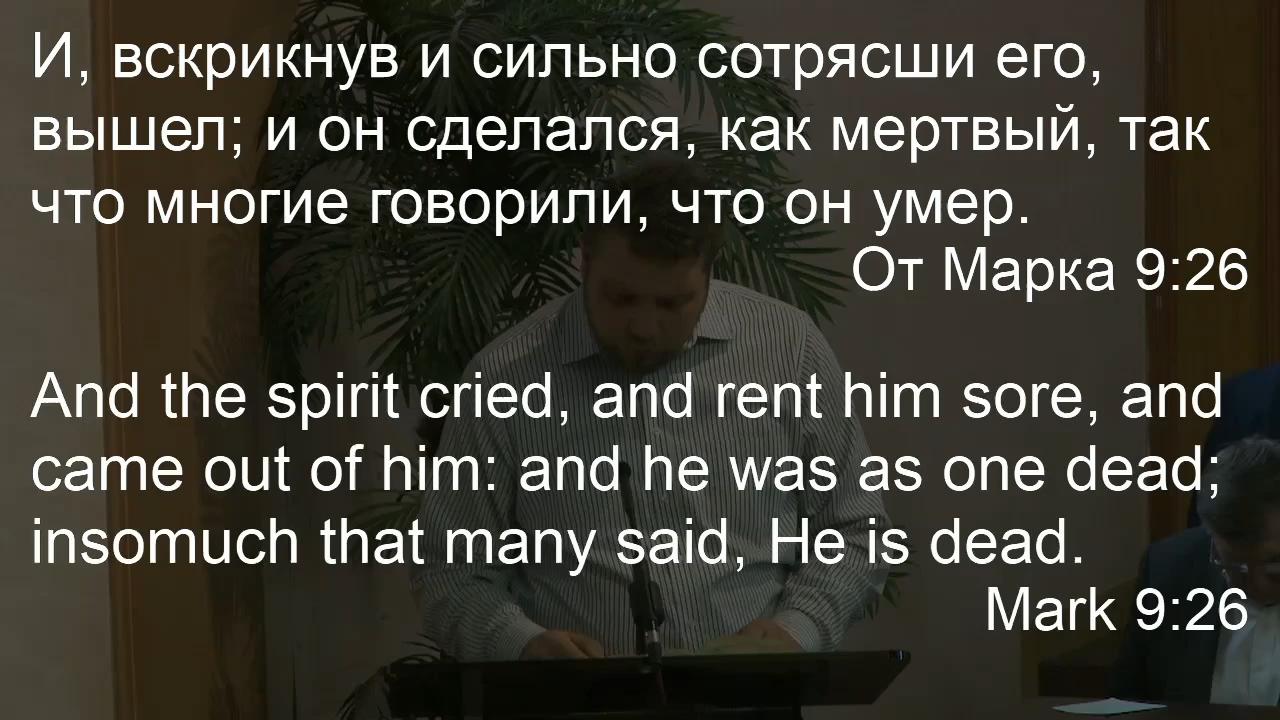 И, вскрикнув и сильно сотрясши его,
вышел; и он сделался, как мертвый, так
что многие говорили, что он умер.
От Марка 9:26
And the spirit cried, and rent him sore, and
came out of him: and he was as one dead;
insomuch that many said, He is dead.
Mark 9:26